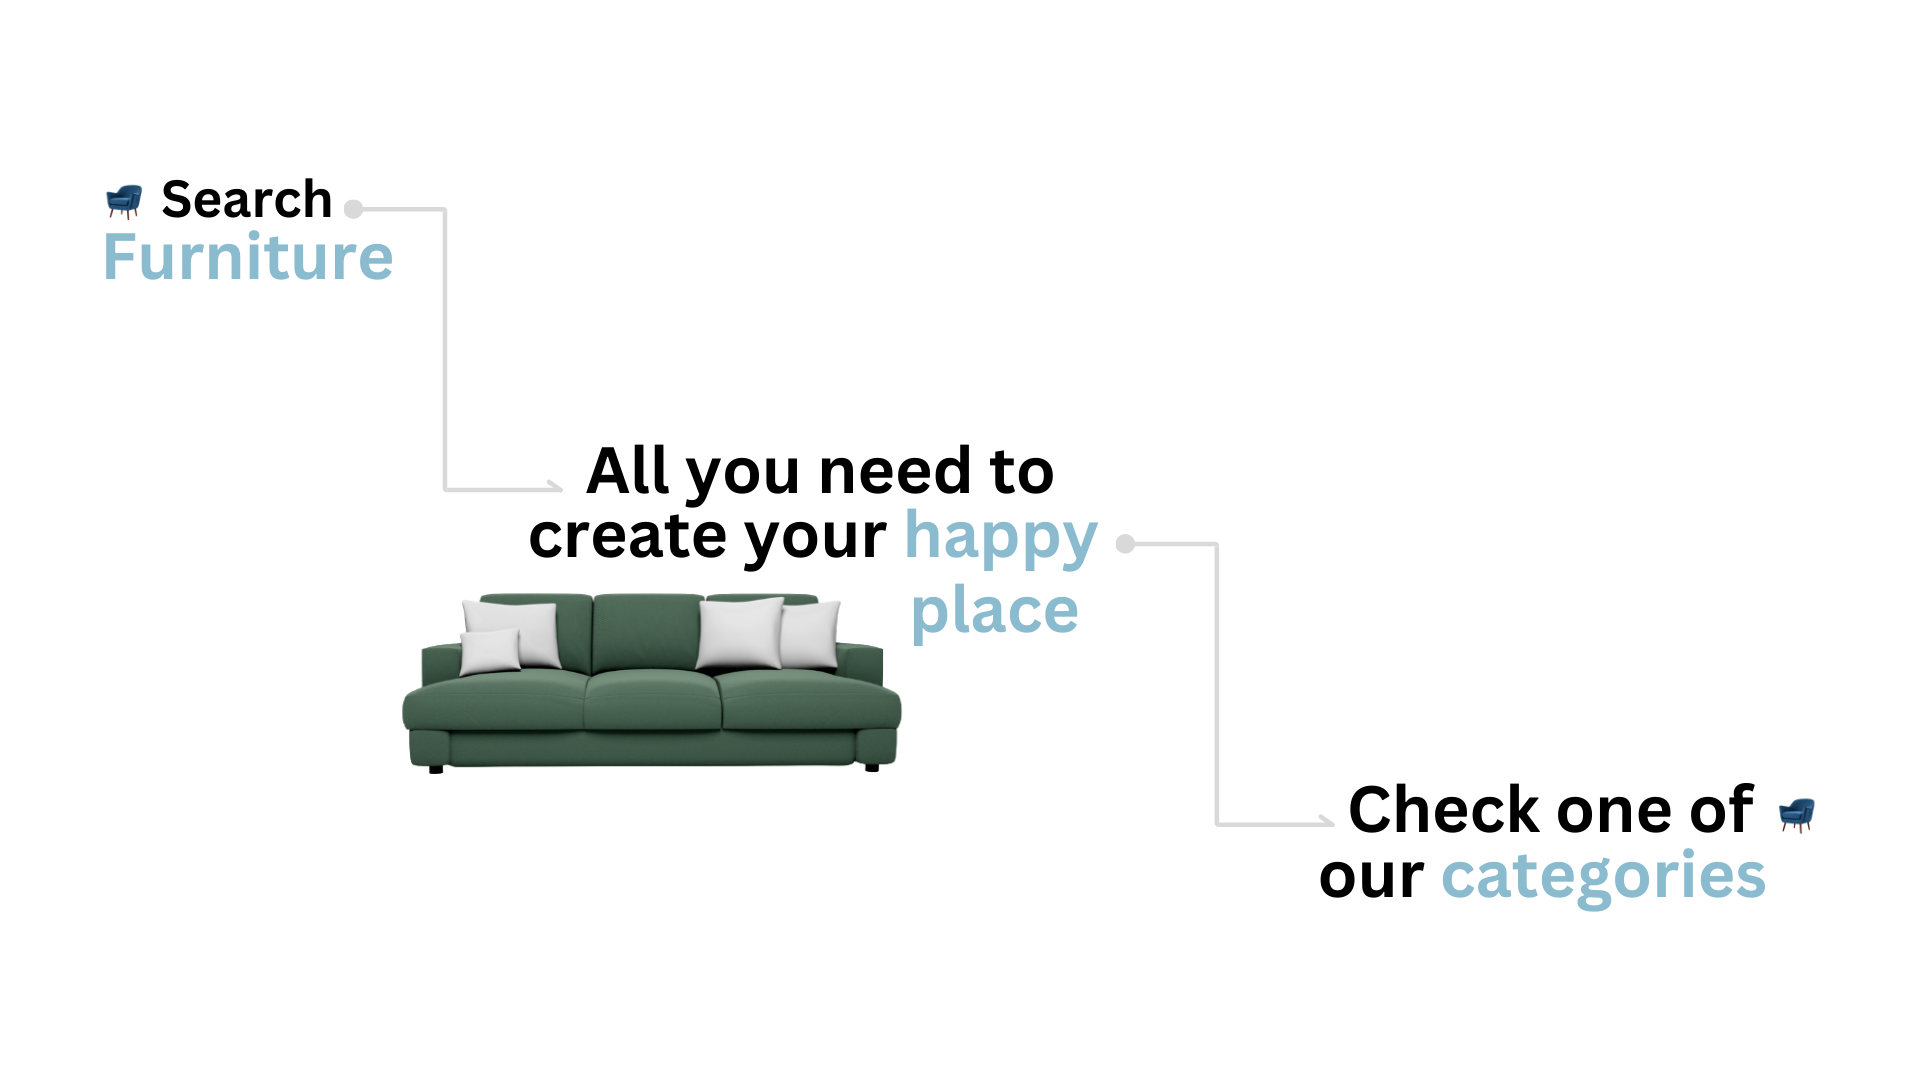 Search
Furniture
All you need to
create your happy
place
Check one of
our categories